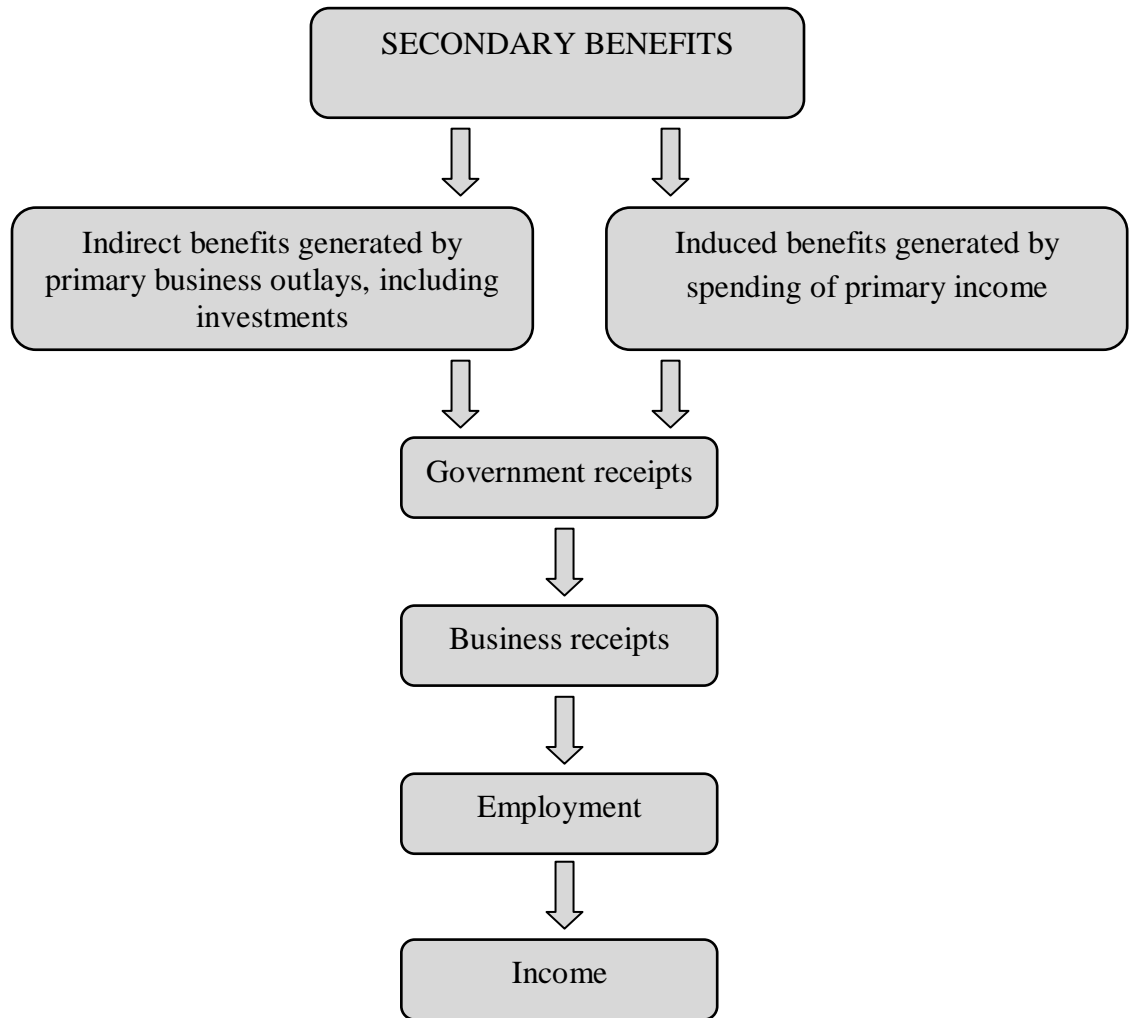 SECONDARY BENEFITS
Indirect benefits generated by
primary business outlays, including
investments
Induced benefits generated by
spending of primary income
Government receipts
Business receipts
Employment
Income